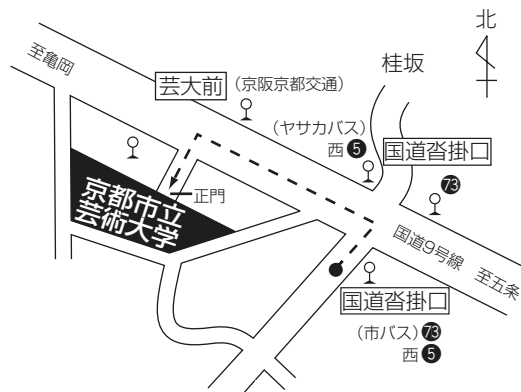 北
至亀岡
芸大前
(京阪京都交通)
桂坂
(ヤサカバス)
西5
国道沓掛口
73
京都市立
芸術大学
正門
国道9号線 至五条
国道沓掛口
(市バス)73
西5